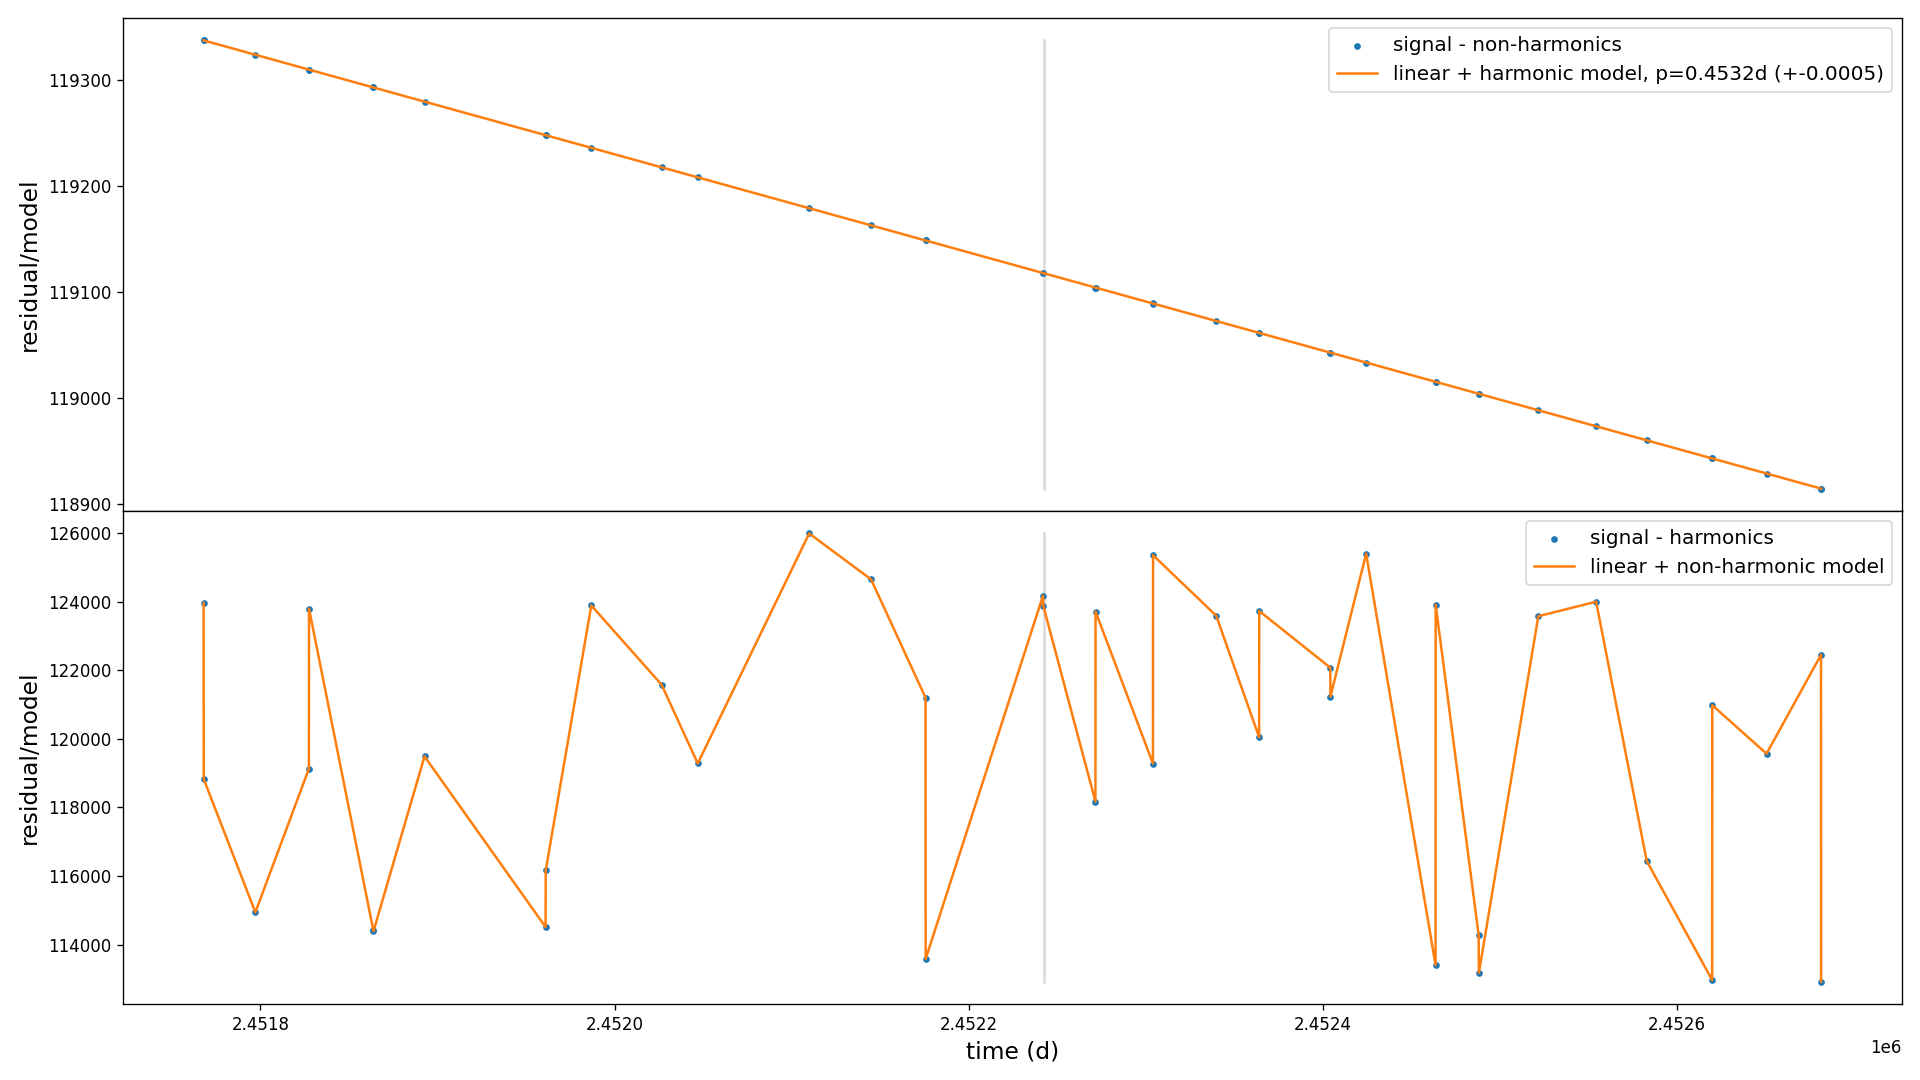 signal - non-harmonics
linear + harmonic model, p=0.4532d (+-0.0005)
119300
119200
119100
119000
118900
residual/model
signal - harmonics
linear + non-harmonic model
126000
124000
122000
120000
118000
116000
114000
residual/model
2.4518 2.4520 2.4522 2.4524 2.4526
1e6
time (d)